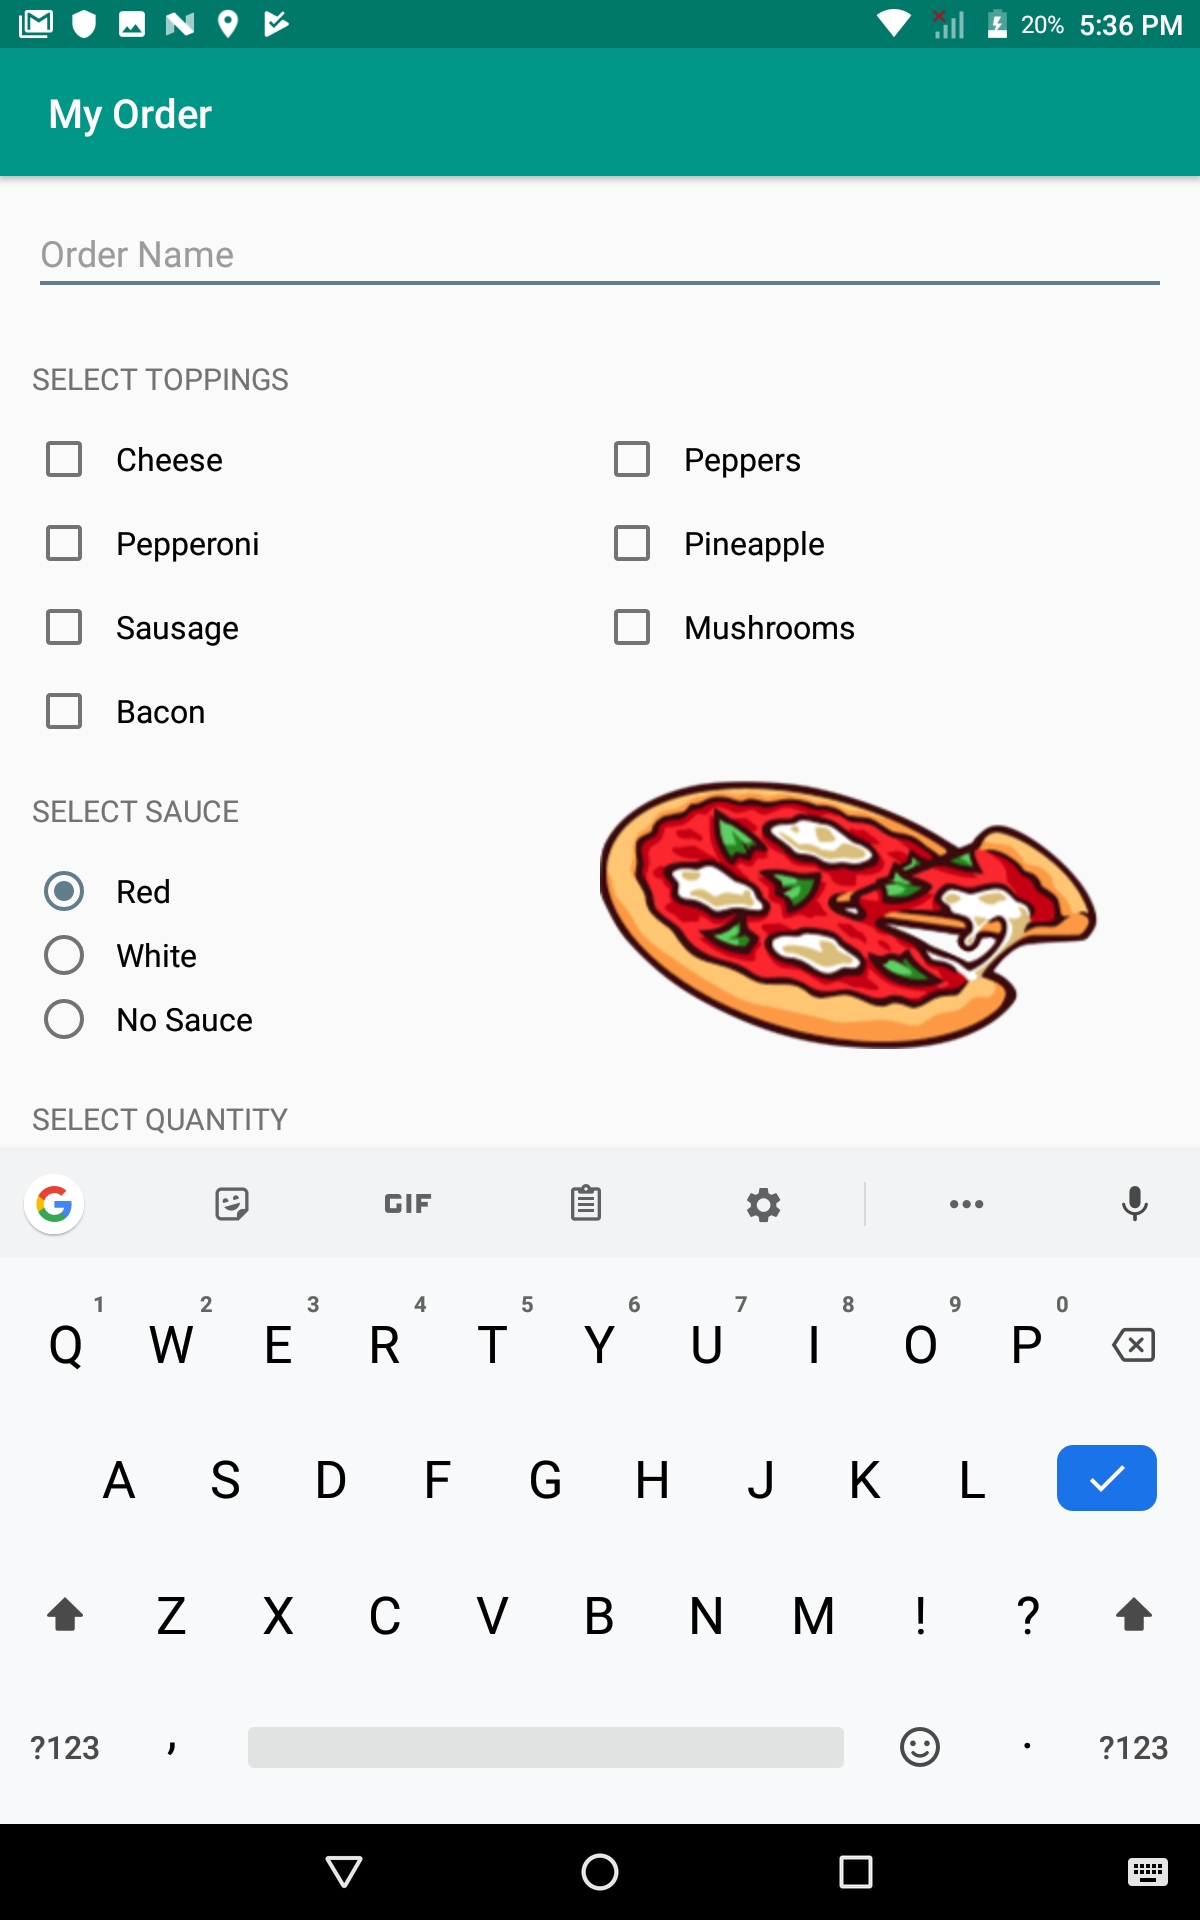 20% 5:36 PM
My Order
Order Name
SELECT TOPPINGS
Cheese Peppers
Pepperoni Pineapple
Sausage Mushrooms
Bacon
SELECT SAUCE
Red
White
No Sauce
SELECT QUANTITY
G GIF
1 2 3 4 5 6 7 8 9 0
Q W E R T Y U I O P
A S D F G H J K L
Z X C V B N M ! ?
?123 , . ?123